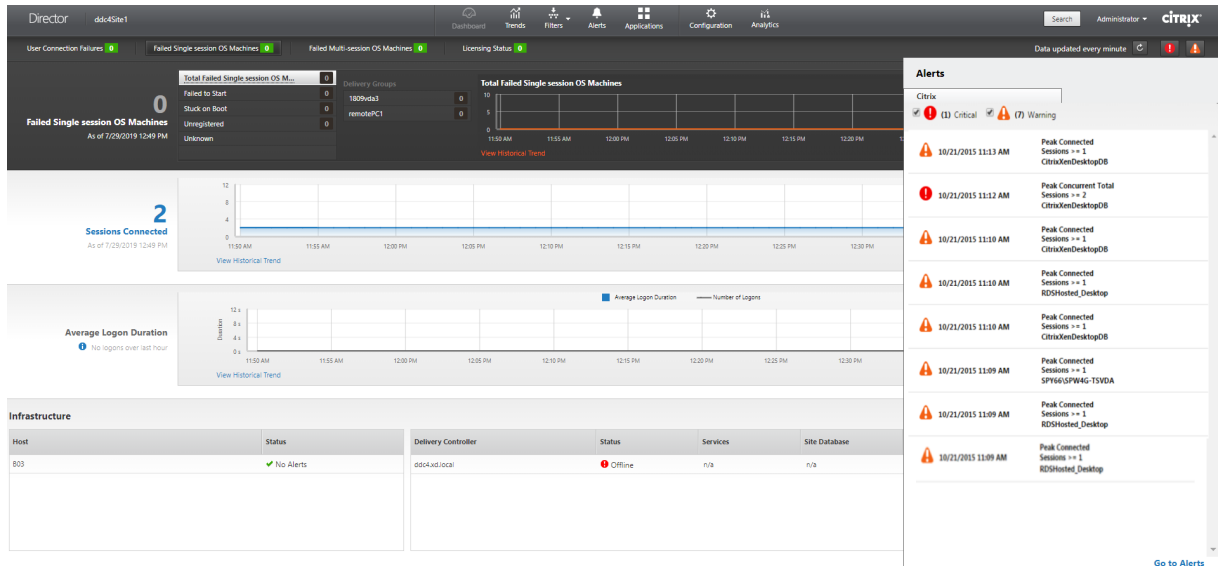 Director ddc4Site1 Dashboard Trends Filters Alerts Applications Configuration Analytics Search Administrator CİTRIX
User Connection Failures 0 Failed Single session OS Machines 0 Failed Multi-session OS Machines 0 Licensing Status 0 Data updated every minute
0
Failed Single session OS Machines
As of 7/29/2019 12:49 PM
Total Failed Single session OS M... 0
Failed to Start 0
Stuck on Boot 0
Unregistered 0
Unknown
Delivery Groups
1809vda3 0
remotePC1 0
Total Failed Single session OS Machines
10
5
0
11:50 AM 11:55 AM 12:00 PM 12:05 PM 12:10 PM 12:15 PM 12:20 PM
View Historical Trend
2
Sessions Connected
As of 7/29/2019 12:49 PM
12
8
4
0
11:50 AM 11:55 AM 12:00 PM 12:05 PM 12:10 PM 12:15 PM 12:20 PM 12:25 PM 12:30 PM
View Historical Trend
Average Logon Duration
No logons over last hour
Average Logon Duration Number of Logons
Duration
12 s
8 s
4 s
0 s
11:50 AM 11:55 AM 12:00 PM 12:05 PM 12:10 PM 12:15 PM 12:20 PM 12:25 PM 12:30 PM
View Historical Trend
Infrastructure
Host Status
B03 No Alerts
Delivery Controller Status Services Site Database
ddc4.xd.local Offline n/a n/a
Alerts
Citrix
(1) Critical (7) Warning
10/21/2015 11:13 AM
Peak Connected
Sessions >= 1
CitrixXenDesktopDB
10/21/2015 11:12 AM
Peak Concurrent Total
Sessions >= 2
CitrixXenDesktopDB
10/21/2015 11:10 AM
Peak Connected
Sessions >= 1
CitrixXenDesktopDB
10/21/2015 11:10 AM
Peak Connected
Sessions >= 1
RDSHosted_Desktop
10/21/2015 11:10 AM
Peak Connected
Sessions >= 1
CitrixXenDesktopDB
10/21/2015 11:09 AM
Peak Connected
Sessions >= 1
SPY66\SPW4G-TSVDA
10/21/2015 11:09 AM
Peak Connected
Sessions >= 1
RDSHosted_Desktop
10/21/2015 11:09 AM
Peak Connected
Sessions >= 1
RDSHosted_Desktop
Go to Alerts